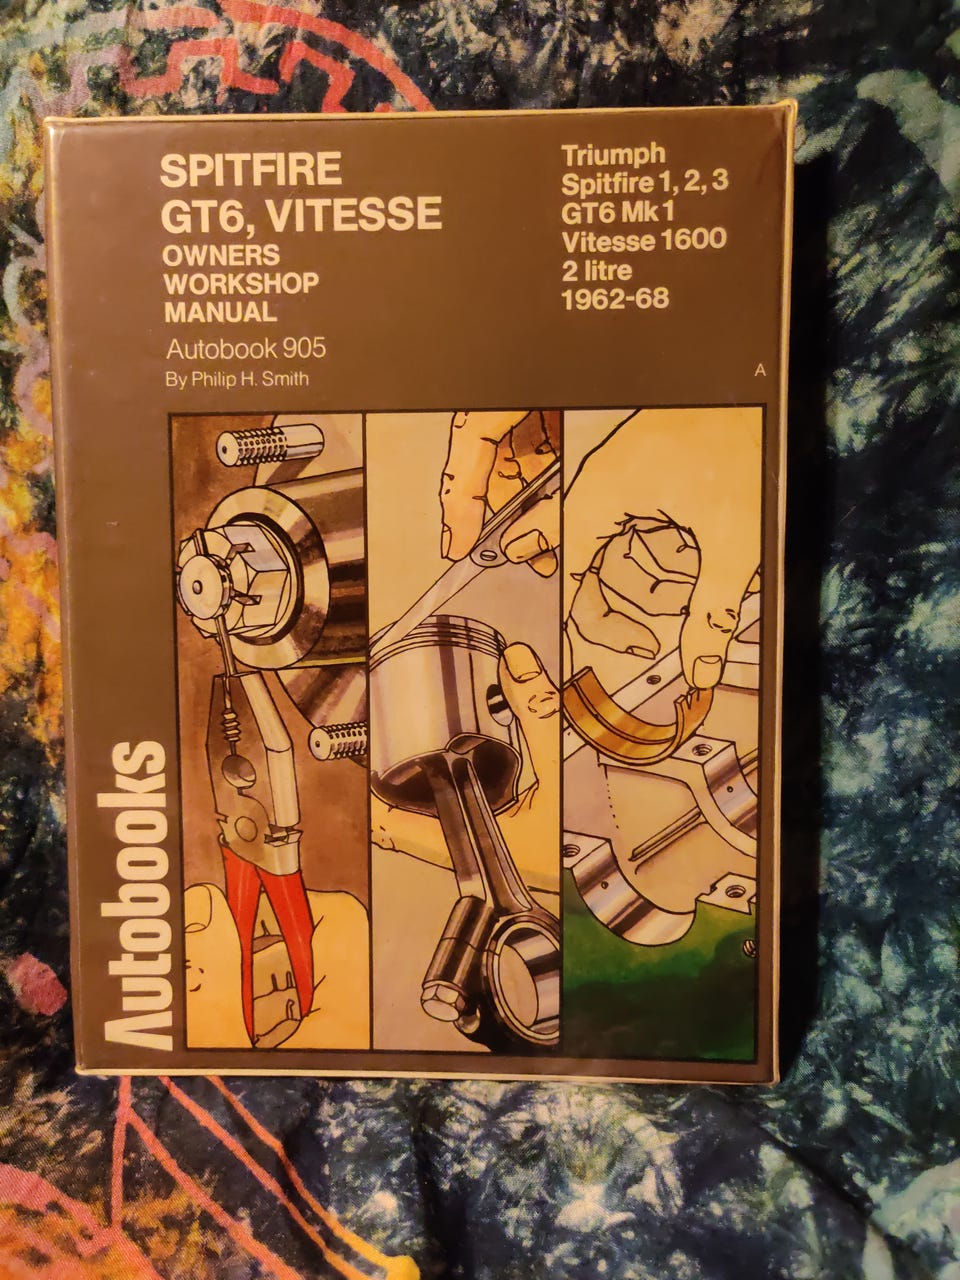 SPITFIRE
GT6, VITESSE
OWNERS
WORKSHOP
MANUAL
Autobook 905
By Philip H. Smith
Triumph
Spitfire 1, 2, 3
GT6 Mk 1
Vitesse 1600
2 litre
1962-68
A
Autobooks